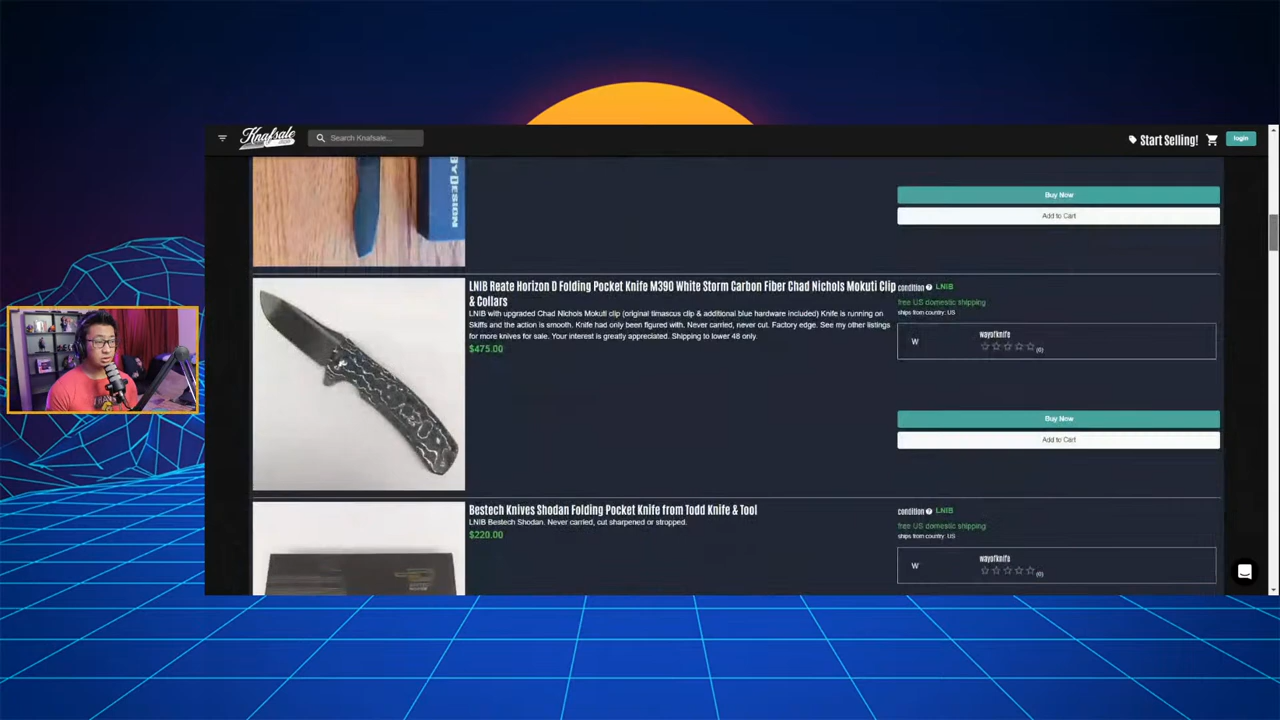 Knafsale
Search Knafsale...
Start Selling!
login
BYDESIGN
Buy Now
Add to Cart
LNIB Reate Horizon D Folding Pocket Knife M390 White Storm Carbon Fiber Chad Nichols Mokuti Clip
& Collars
LNIB with upgraded Chad Nichols Mokuti clip (original timascus clip & additional blue hardware included) Knife is running on
Skiffs and the action is smooth. Knife had only been figured with. Never carried, never cut. Factory edge. See my other listings
for more knives for sale. Your interest is greatly appreciated. Shipping to lower 48 only.
$475.00
condition ? LNIB
free US domestic shipping
ships from country: US
W
wayofknife
(0)
Buy Now
Add to Cart
Bestech Knives Shodan Folding Pocket Knife from Todd Knife & Tool
LNIB Bestech Shodan. Never carried, cut sharpened or stropped.
$220.00
condition ? LNIB
free US domestic shipping
ships from country: US
W
wayofknife
(0)